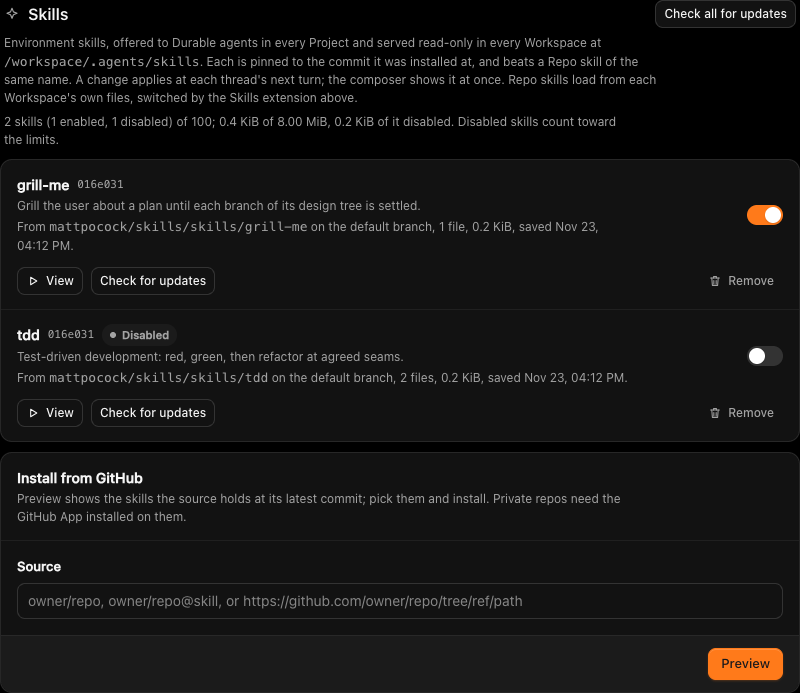 Skills
Check all for updates
Environment skills, offered to Durable agents in every Project and served read-only in every Workspace at
/workspace/.agents/skills. Each is pinned to the commit it was installed at, and beats a Repo skill of the
same name. A change applies at each thread's next turn; the composer shows it at once. Repo skills load from each
Workspace's own files, switched by the Skills extension above.
2 skills (1 enabled, 1 disabled) of 100; 0.4 KiB of 8.00 MiB, 0.2 KiB of it disabled. Disabled skills count toward
the limits.
grill-me 016e031
Grill the user about a plan until each branch of its design tree is settled.
From mattpocock/skills/skills/grill-me on the default branch, 1 file, 0.2 KiB, saved Nov 23,
04:12 PM.
View Check for updates Remove
tdd 016e031 Disabled
Test-driven development: red, green, then refactor at agreed seams.
From mattpocock/skills/skills/tdd on the default branch, 2 files, 0.2 KiB, saved Nov 23, 04:12 PM.
View Check for updates Remove
Install from GitHub
Preview shows the skills the source holds at its latest commit; pick them and install. Private repos need the
GitHub App installed on them.
Source
owner/repo, owner/repo@skill, or https://github.com/owner/repo/tree/ref/path
Preview